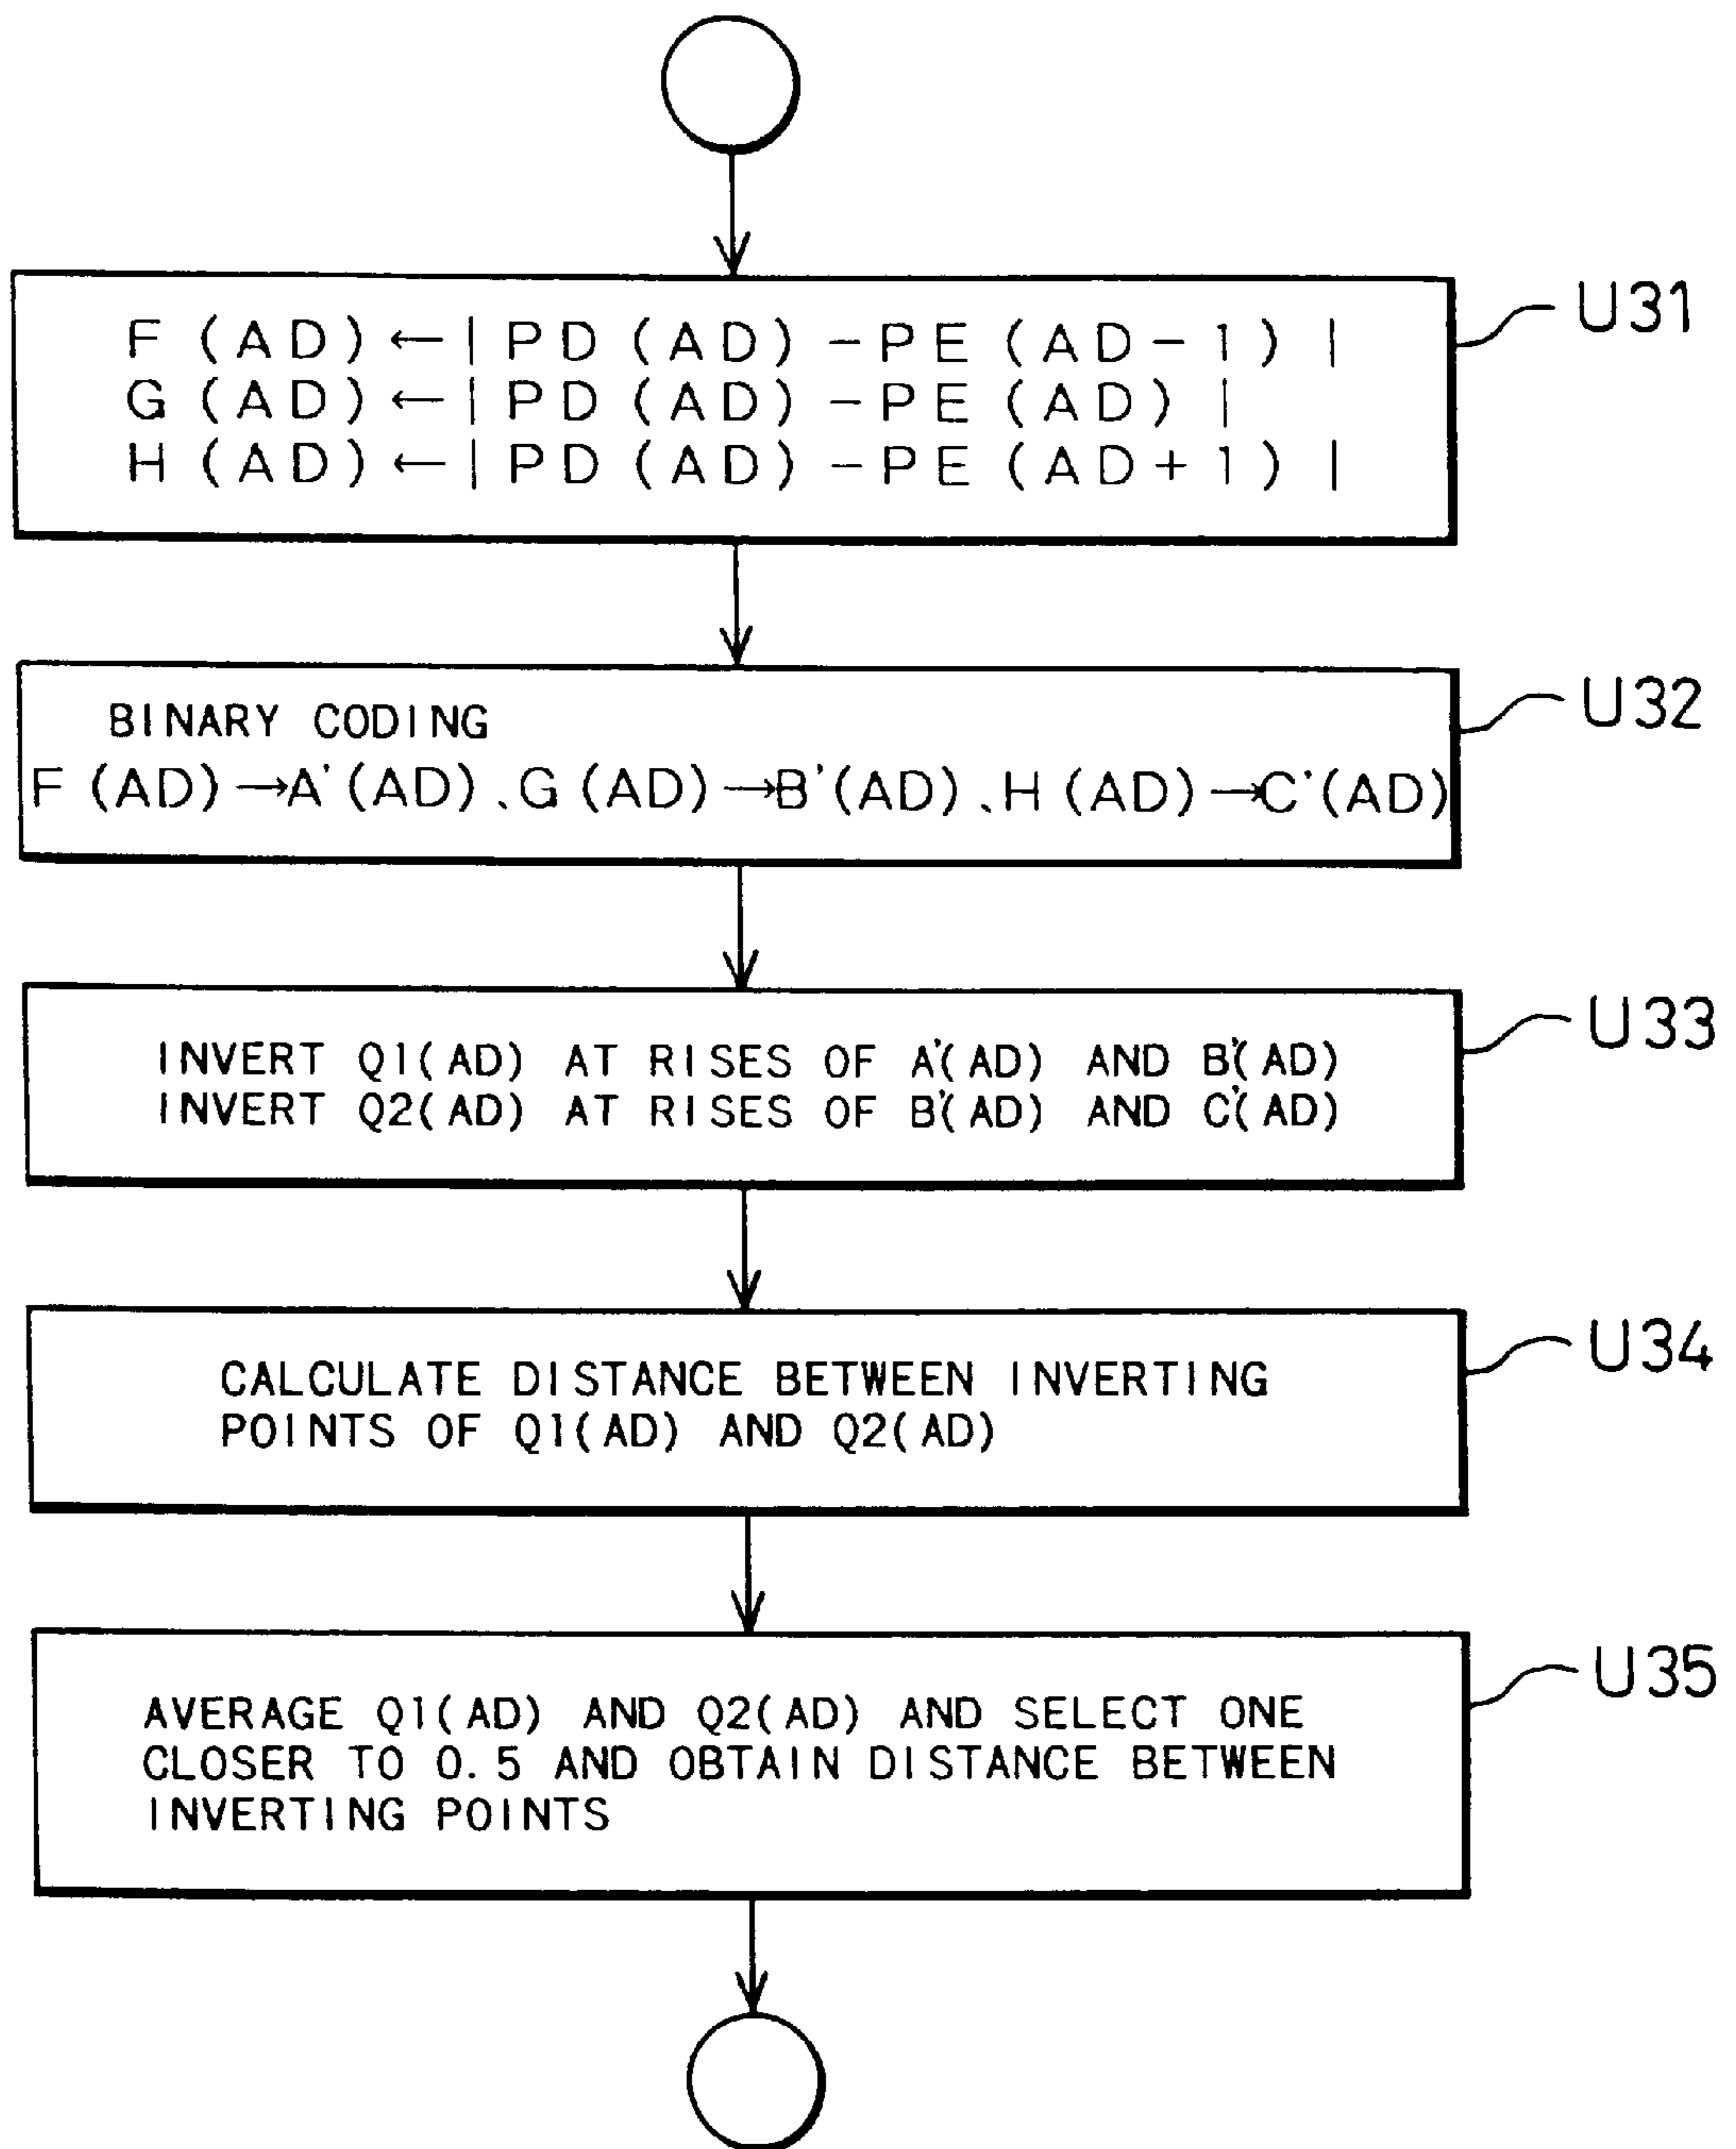 F (AD) ← | PD (AD) − PE (AD − 1) |
G (AD) ← | PD (AD) − PE (AD) |
H (AD) ← | PD (AD) − PE (AD + 1) |
U31
BINARY CODING
F (AD) → A' (AD) 、G (AD) → B' (AD) 、H (AD) → C' (AD)
U32
INVERT Q1(AD) AT RISES OF A'(AD) AND B'(AD)
INVERT Q2(AD) AT RISES OF B'(AD) AND C'(AD)
U33
CALCULATE DISTANCE BETWEEN INVERTING
POINTS OF Q1(AD) AND Q2(AD)
U34
AVERAGE Q1(AD) AND Q2(AD) AND SELECT ONE
CLOSER TO 0.5 AND OBTAIN DISTANCE BETWEEN
INVERTING POINTS
U35